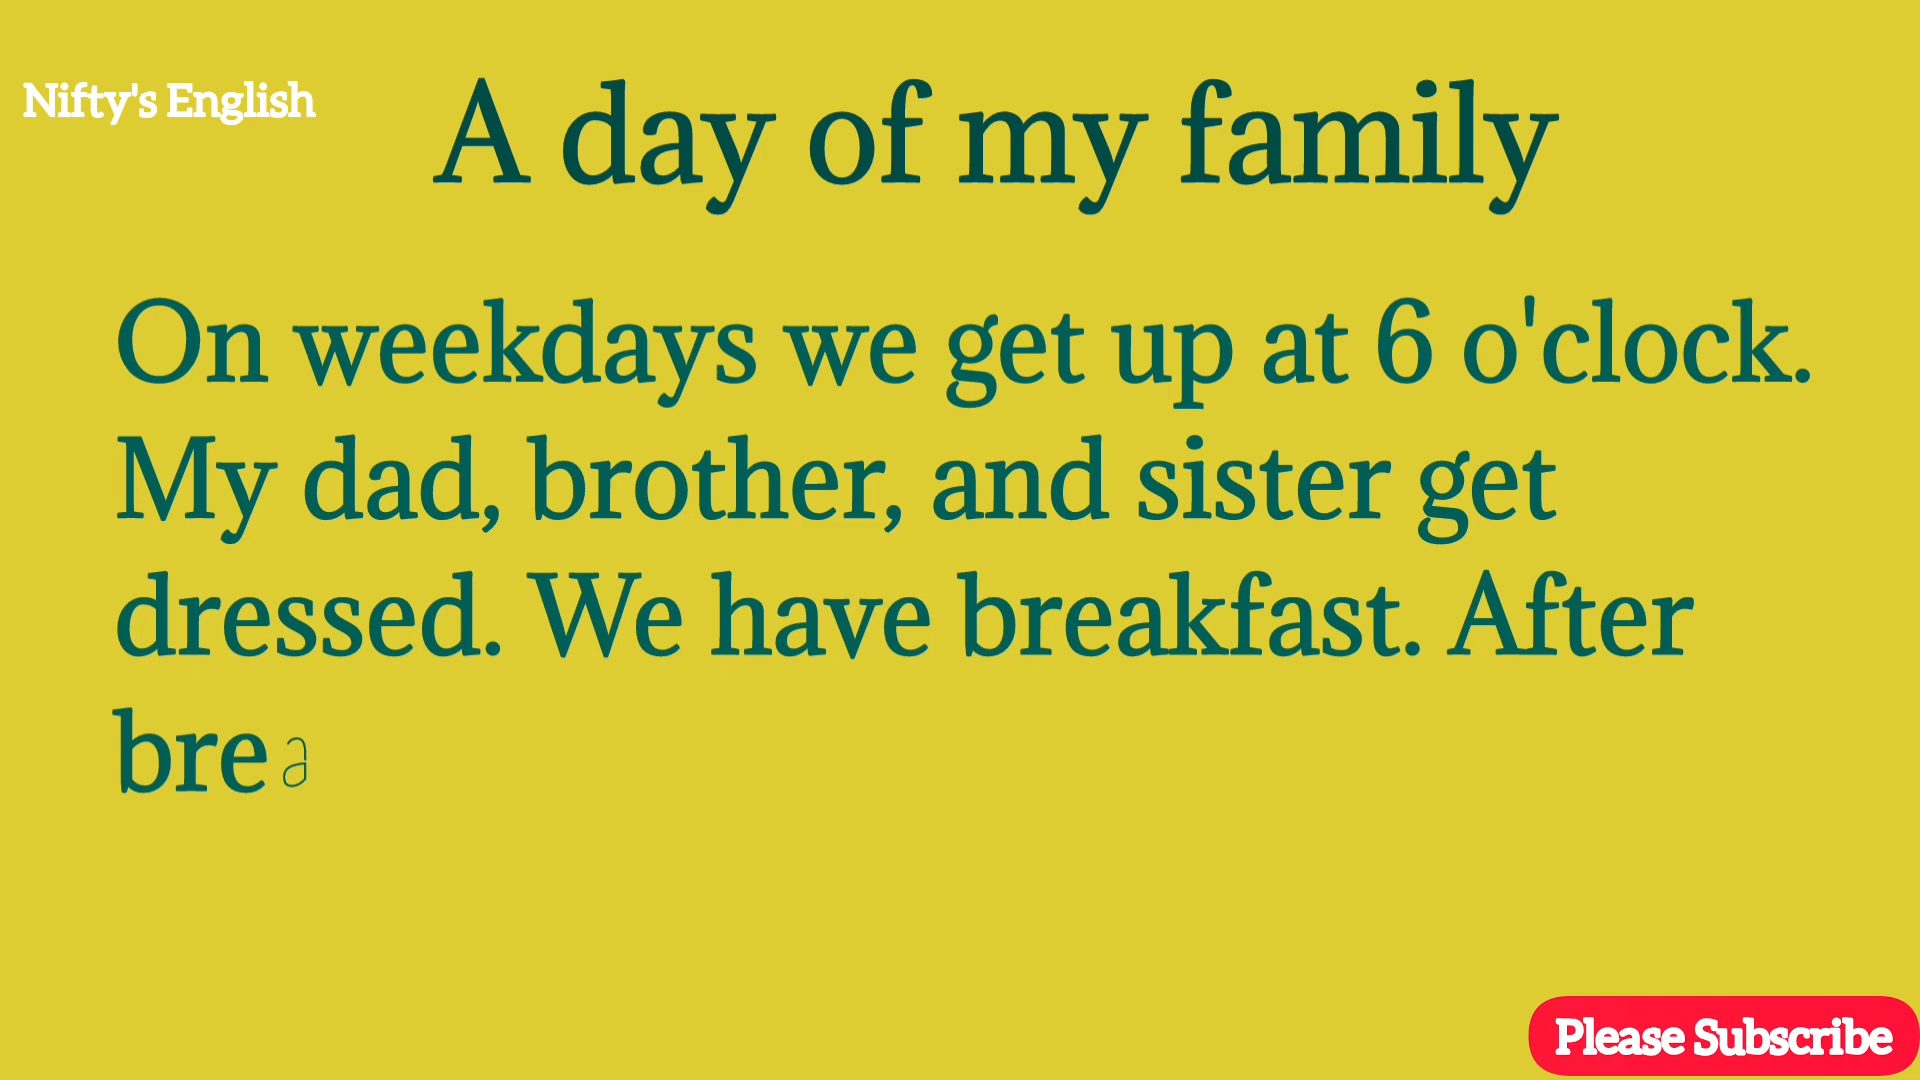 Nifty's English
A day of my family
On weekdays we get up at 6 o'clock.
My dad, brother, and sister get
dressed. We have breakfast. After
brea
Please Subscribe